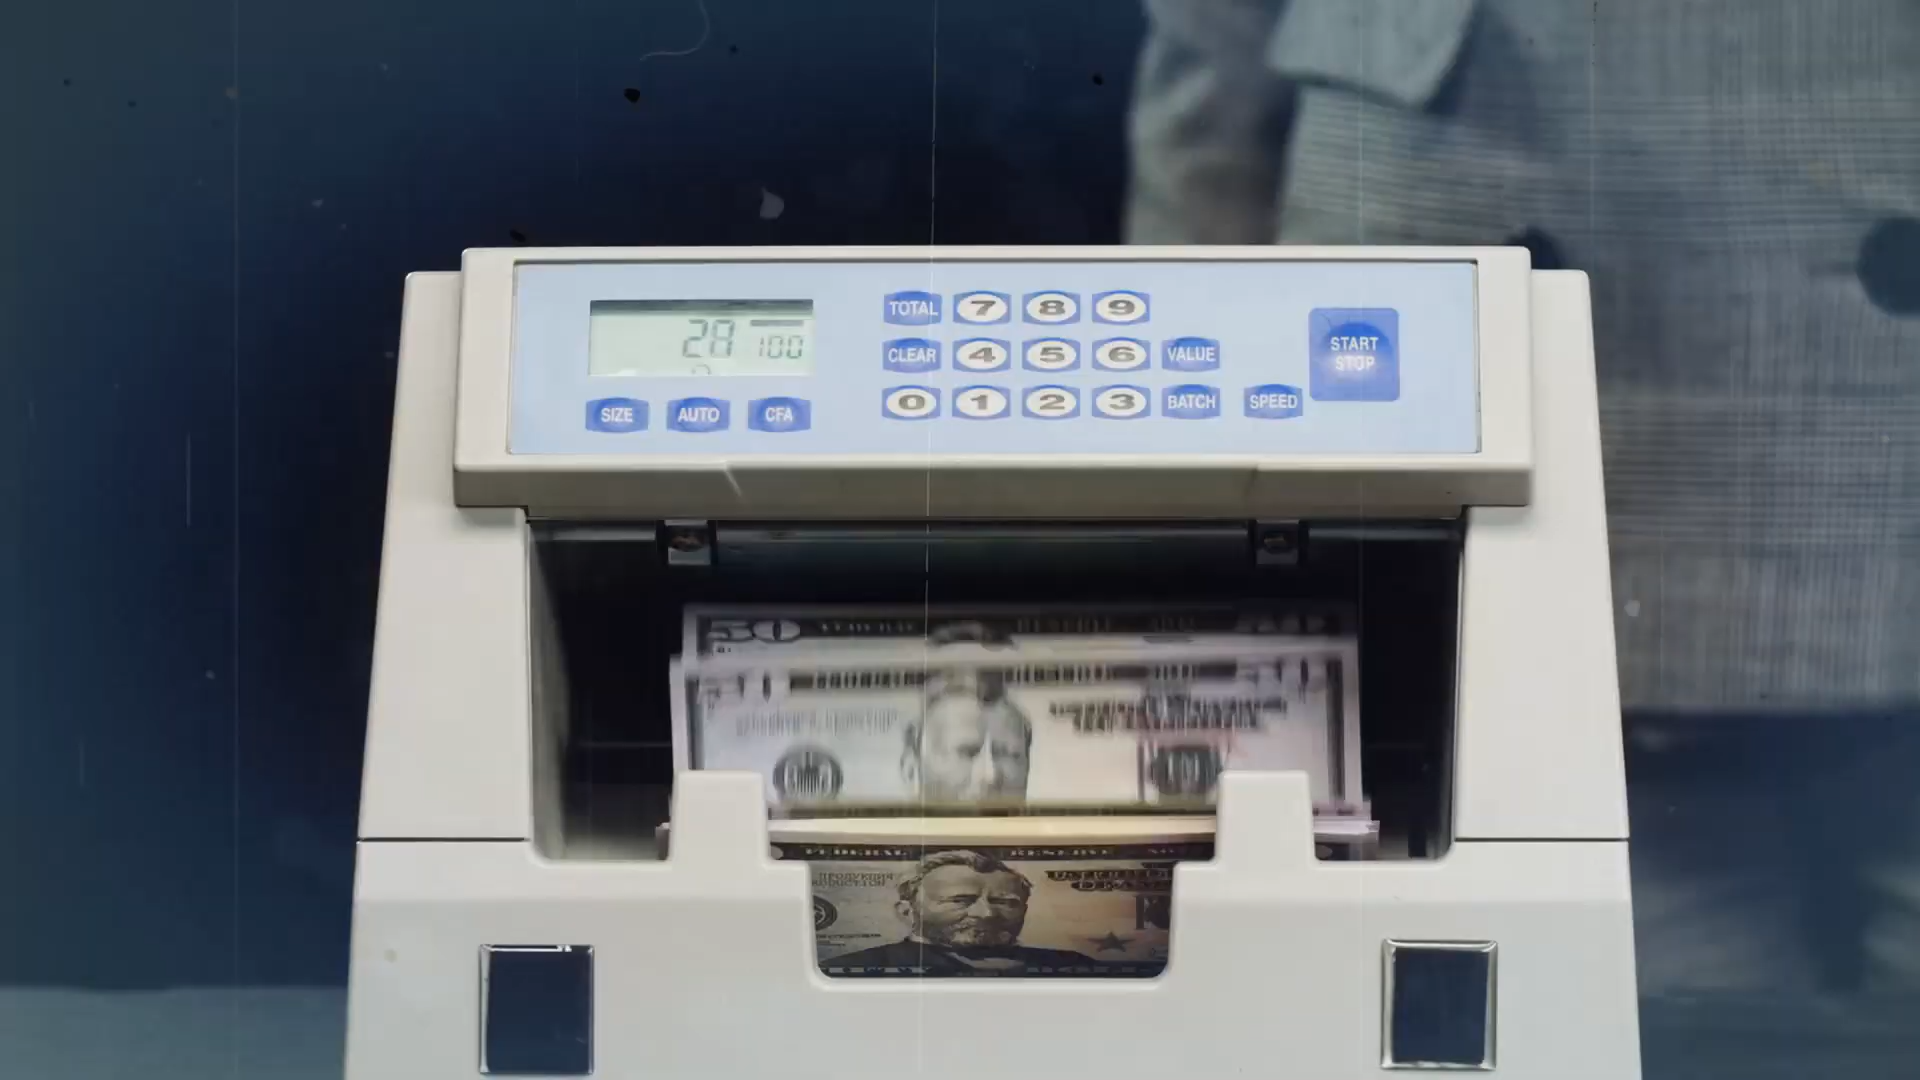 28 100
TOTAL 7 8 9
CLEAR 4 5 6 VALUE
START
STOP
SIZE AUTO CFA
0 1 2 3 BATCH SPEED
50
FEDERAL RESERVE
ПРОДУКЦИЯ